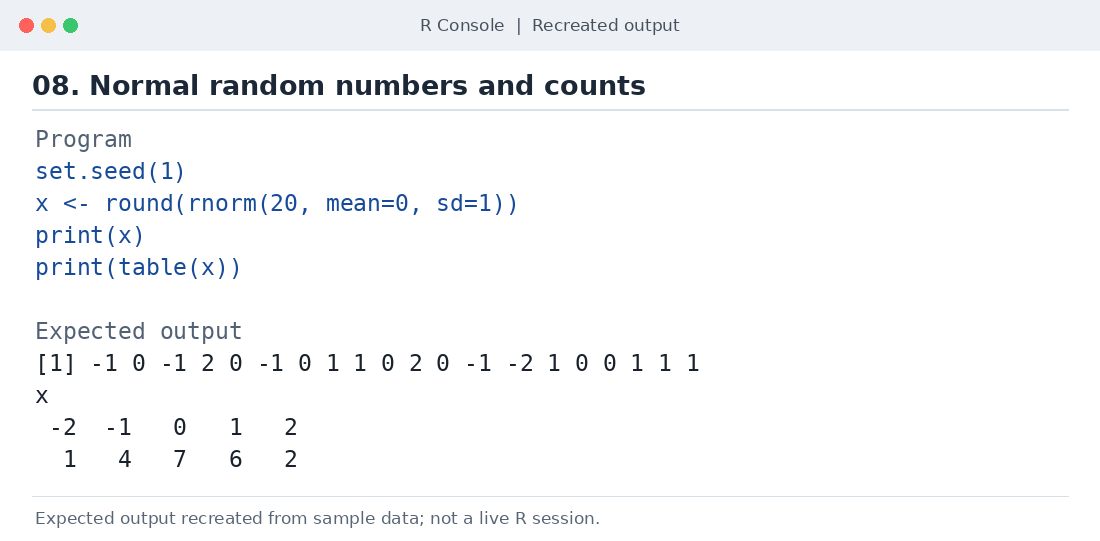 R Console | Recreated output
08. Normal random numbers and counts
Program
set.seed(1)
x <- round(rnorm(20, mean=0, sd=1))
print(x)
print(table(x))
Expected output
[1] -1 0 -1 2 0 -1 0 1 1 0 2 0 -1 -2 1 0 0 1 1 1
x
 -2  -1   0   1   2
  1   4   7   6   2
Expected output recreated from sample data; not a live R session.